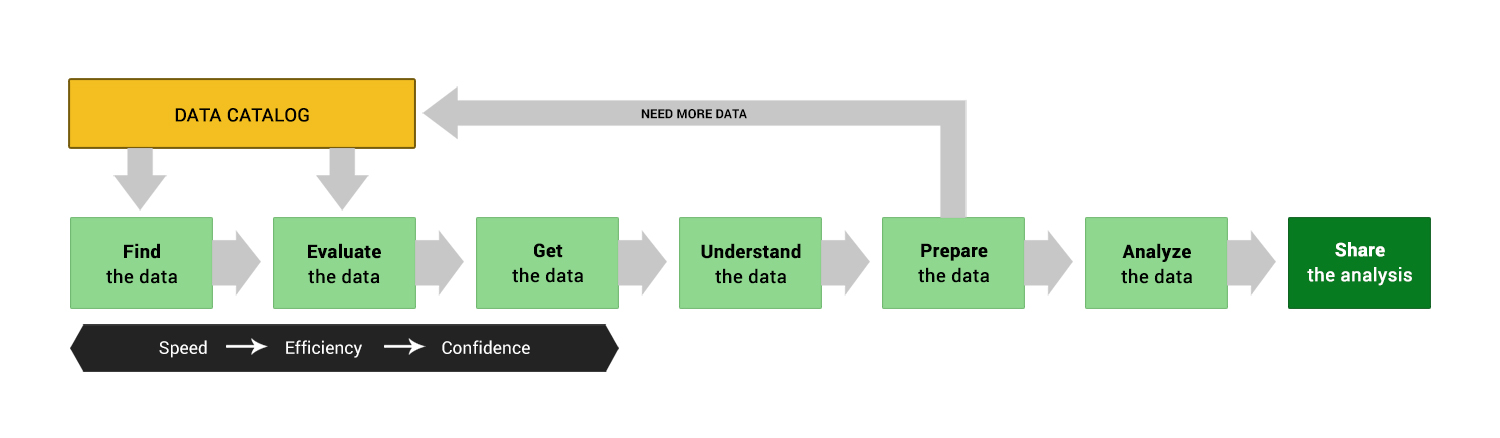 DATA CATALOG
NEED MORE DATA
Find
the data
Evaluate
the data
Get
the data
Understand
the data
Prepare
the data
Analyze
the data
Share
the analysis
Speed
Efficiency
Confidence